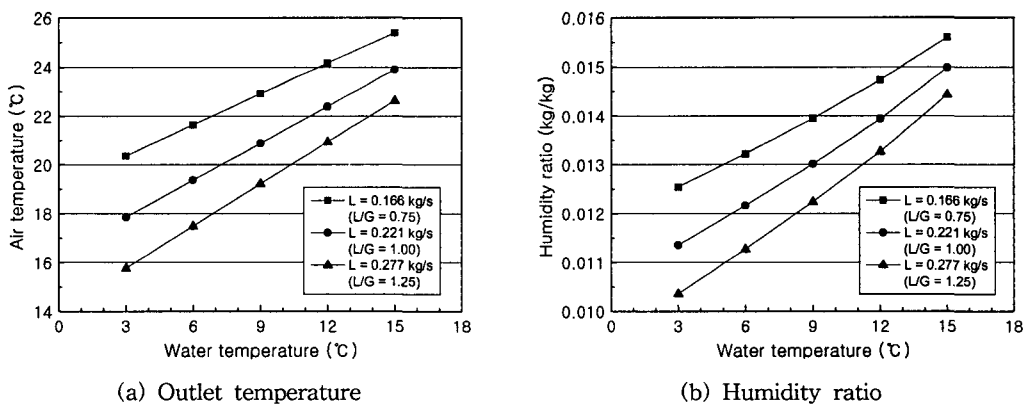 26
24
22
20
18
16
14
Air temperature (℃)
L = 0.166 kg/s
(L/G = 0.75)
L = 0.221 kg/s
(L/G = 1.00)
L = 0.277 kg/s
(L/G = 1.25)
0 3 6 9 12 15 18
Water temperature (℃)
(a) Outlet temperature
0.016
0.015
0.014
0.013
0.012
0.011
0.010
Humidity ratio (kg/kg)
L = 0.166 kg/s
(L/G = 0.75)
L = 0.221 kg/s
(L/G = 1.00)
L = 0.277 kg/s
(L/G = 1.25)
0 3 6 9 12 15 18
Water temperature (℃)
(b) Humidity ratio